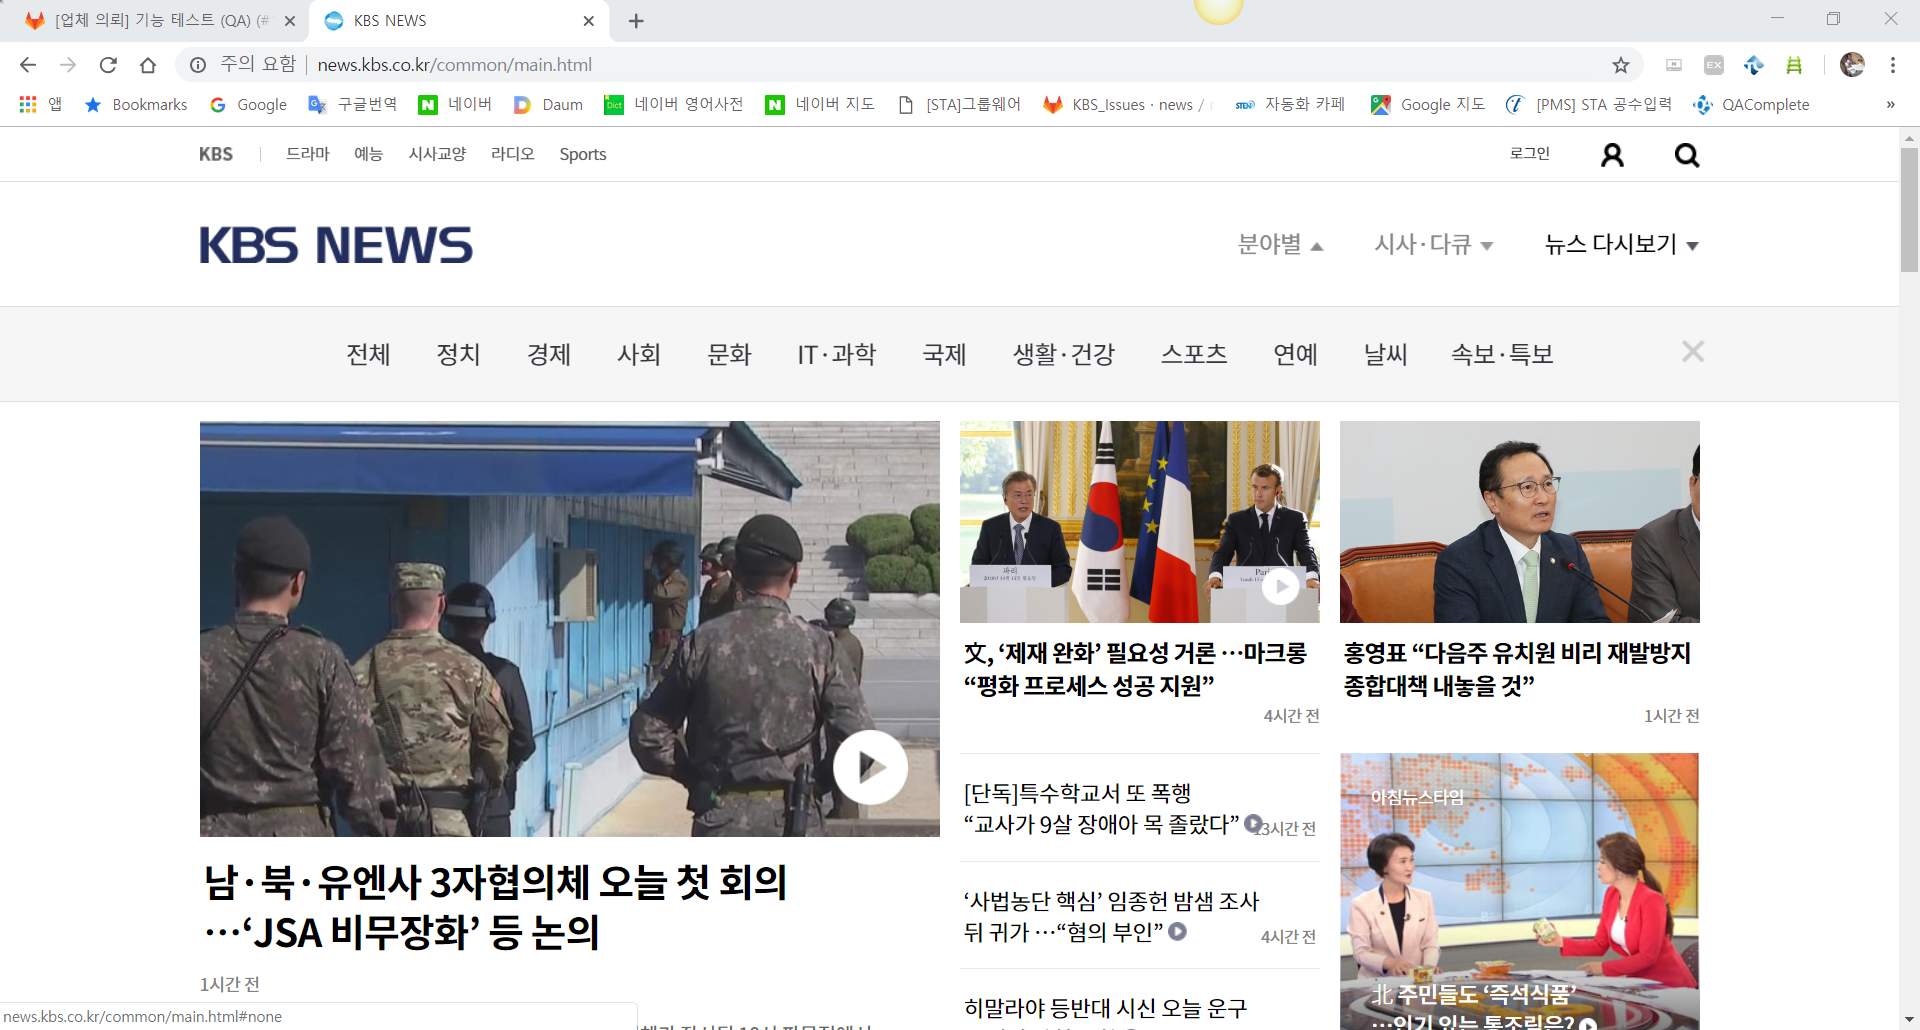 [업체 의뢰] 기능 테스트 (QA) (#
KBS NEWS
주의 요함 | news.kbs.co.kr/common/main.html
앱 Bookmarks Google 구글번역 네이버 Daum 네이버 영어사전 네이버 지도 [STA]그룹웨어 KBS_Issues · news / 자동화 카페 Google 지도 [PMS] STA 공수입력 QAComplete »
KBS 드라마 예능 시사교양 라디오 Sports 로그인
KBS NEWS
분야별 시사·다큐 뉴스 다시보기
전체 정치 경제 사회 문화 IT·과학 국제 생활·건강 스포츠 연예 날씨 속보·특보
남·북·유엔사 3자협의체 오늘 첫 회의
…‘JSA 비무장화’ 등 논의
1시간 전
파리
文, ‘제재 완화’ 필요성 거론 …마크롱
“평화 프로세스 성공 지원”
4시간 전
홍영표 “다음주 유치원 비리 재발방지
종합대책 내놓을 것”
1시간 전
[단독]특수학교서 또 폭행
“교사가 9살 장애아 목 졸랐다”
13시간 전
‘사법농단 핵심’ 임종헌 밤샘 조사
뒤 귀가 …“혐의 부인”
4시간 전
히말라야 등반대 시신 오늘 운구
아침뉴스타임
北 주민들도 ‘즉석식품’
…인기 있는 통조림은?
news.kbs.co.kr/common/main.html#none